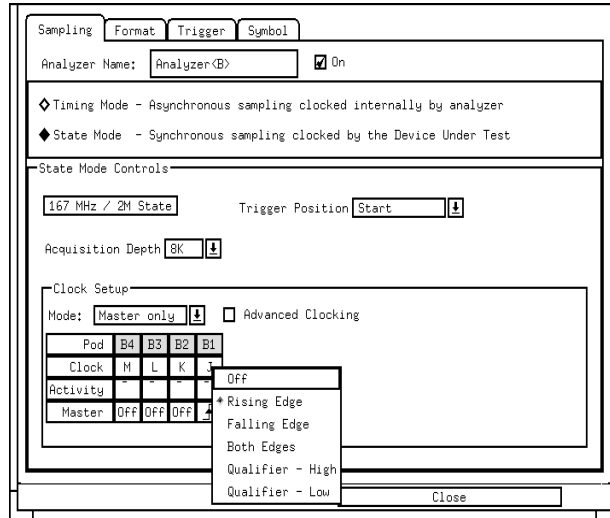 Sampling Format Trigger Symbol
Analyzer Name: Analyzer<B> On
Timing Mode - Asynchronous sampling clocked internally by analyzer
State Mode - Synchronous sampling clocked by the Device Under Test
State Mode Controls
167 MHz / 2M State Trigger Position Start
Acquisition Depth 8K
Clock Setup
Mode: Master only Advanced Clocking
Pod B4 B3 B2 B1
Clock M L K J
Activity
Master Off Off Off
Off
Rising Edge
Falling Edge
Both Edges
Qualifier - High
Qualifier - Low
Close